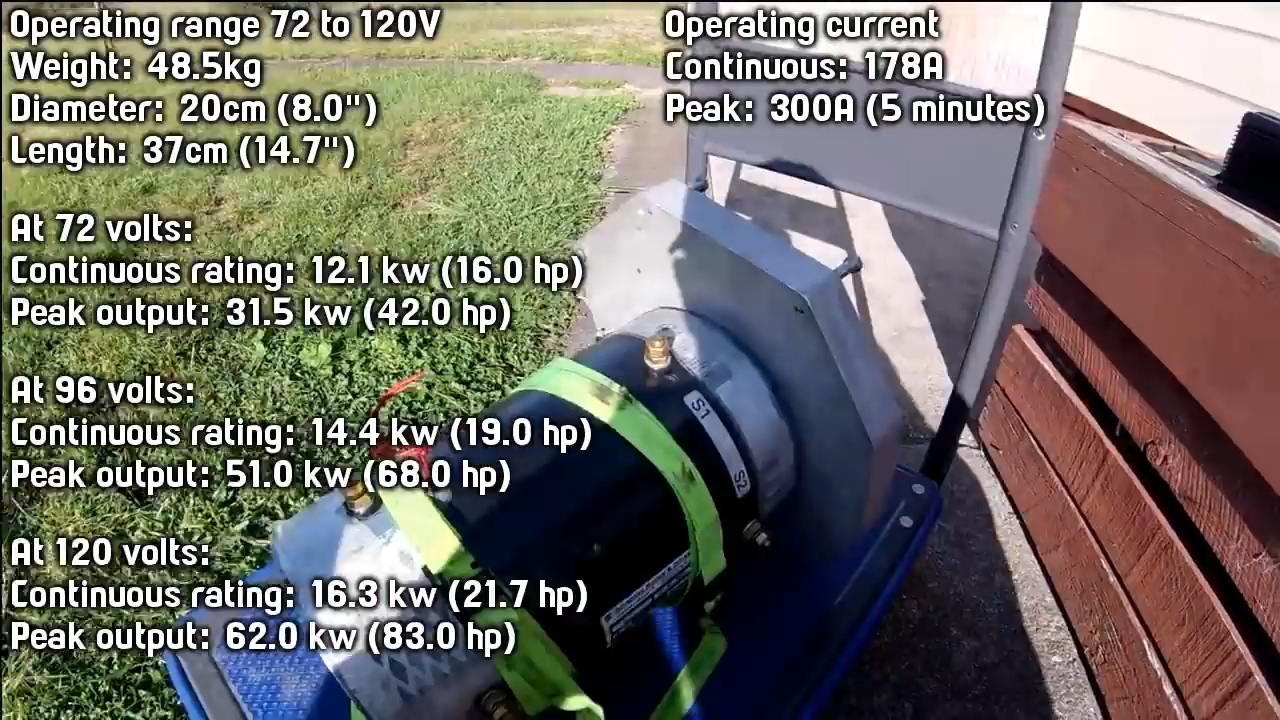 Operating range 72 to 120V
Weight: 48.5kg
Diameter: 20cm (8.0")
Length: 37cm (14.7")
Operating current
Continuous: 178A
Peak: 300A (5 minutes)
At 72 volts:
Continuous rating: 12.1 kw (16.0 hp)
Peak output: 31.5 kw (42.0 hp)
At 96 volts:
Continuous rating: 14.4 kw (19.0 hp)
Peak output: 51.0 kw (68.0 hp)
At 120 volts:
Continuous rating: 16.3 kw (21.7 hp)
Peak output: 62.0 kw (83.0 hp)
S1
S2